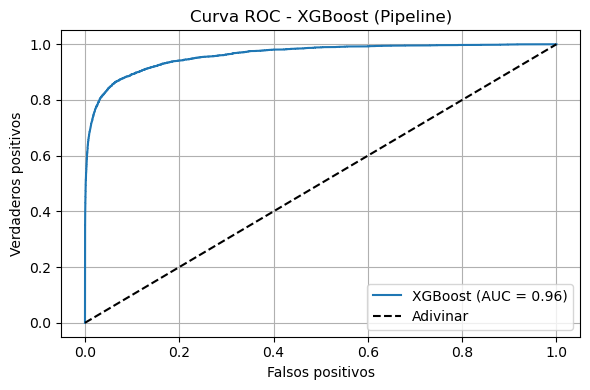 Curva ROC - XGBoost (Pipeline)
1.0
0.8
0.6
0.4
0.2
0.0
Verdaderos positivos
XGBoost (AUC = 0.96)
Adivinar
0.0 0.2 0.4 0.6 0.8 1.0
Falsos positivos